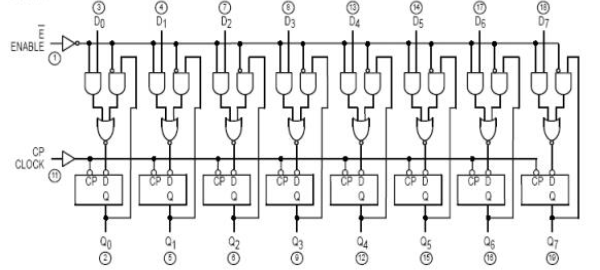 3 4 7 8 13 14 17 18
D0 D1 D2 D3 D4 D5 D6 D7
E
ENABLE
1
CP
CLOCK
11
CP D CP D CP D CP D CP D CP D CP D CP D
Q Q Q Q Q Q Q Q
Q0 Q1 Q2 Q3 Q4 Q5 Q6 Q7
2 5 6 9 12 15 16 19